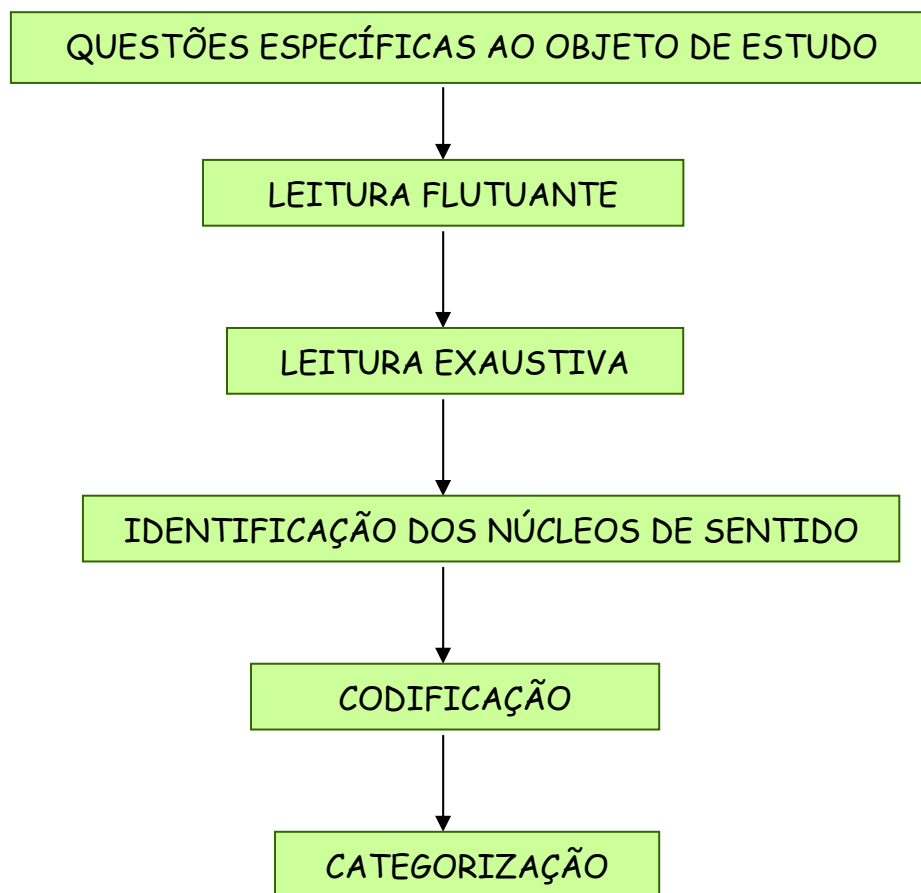 QUESTÕES ESPECÍFICAS AO OBJETO DE ESTUDO
LEITURA FLUTUANTE
LEITURA EXAUSTIVA
IDENTIFICAÇÃO DOS NÚCLEOS DE SENTIDO
CODIFICAÇÃO
CATEGORIZAÇÃO